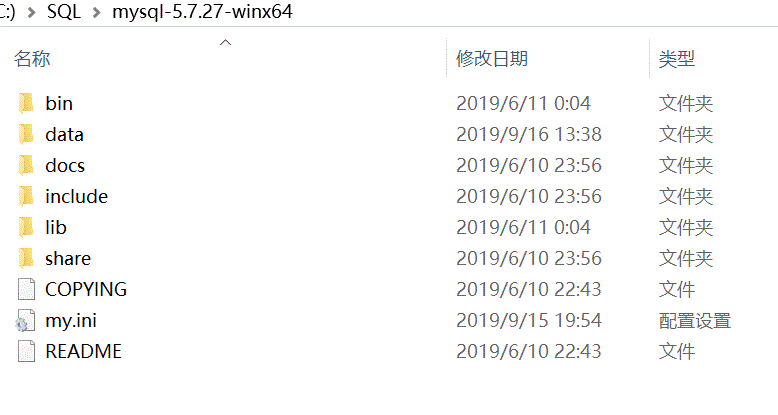 C:) > SQL > mysql-5.7.27-winx64
名称 修改日期 类型
bin 2019/6/11 0:04 文件夹
data 2019/9/16 13:38 文件夹
docs 2019/6/10 23:56 文件夹
include 2019/6/10 23:56 文件夹
lib 2019/6/11 0:04 文件夹
share 2019/6/10 23:56 文件夹
COPYING 2019/6/10 22:43 文件
my.ini 2019/9/15 19:54 配置设置
README 2019/6/10 22:43 文件